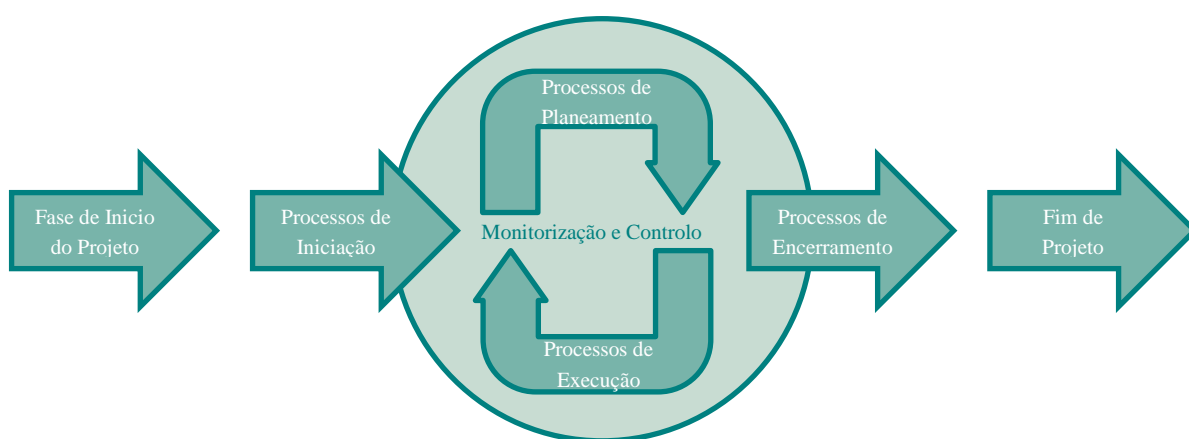 Processos de
Planeamento
Fase de Inicio
do Projeto
Processos de
Iniciação
Monitorização e Controlo
Processos de
Encerramento
Fim de
Projeto
Processos de
Execução